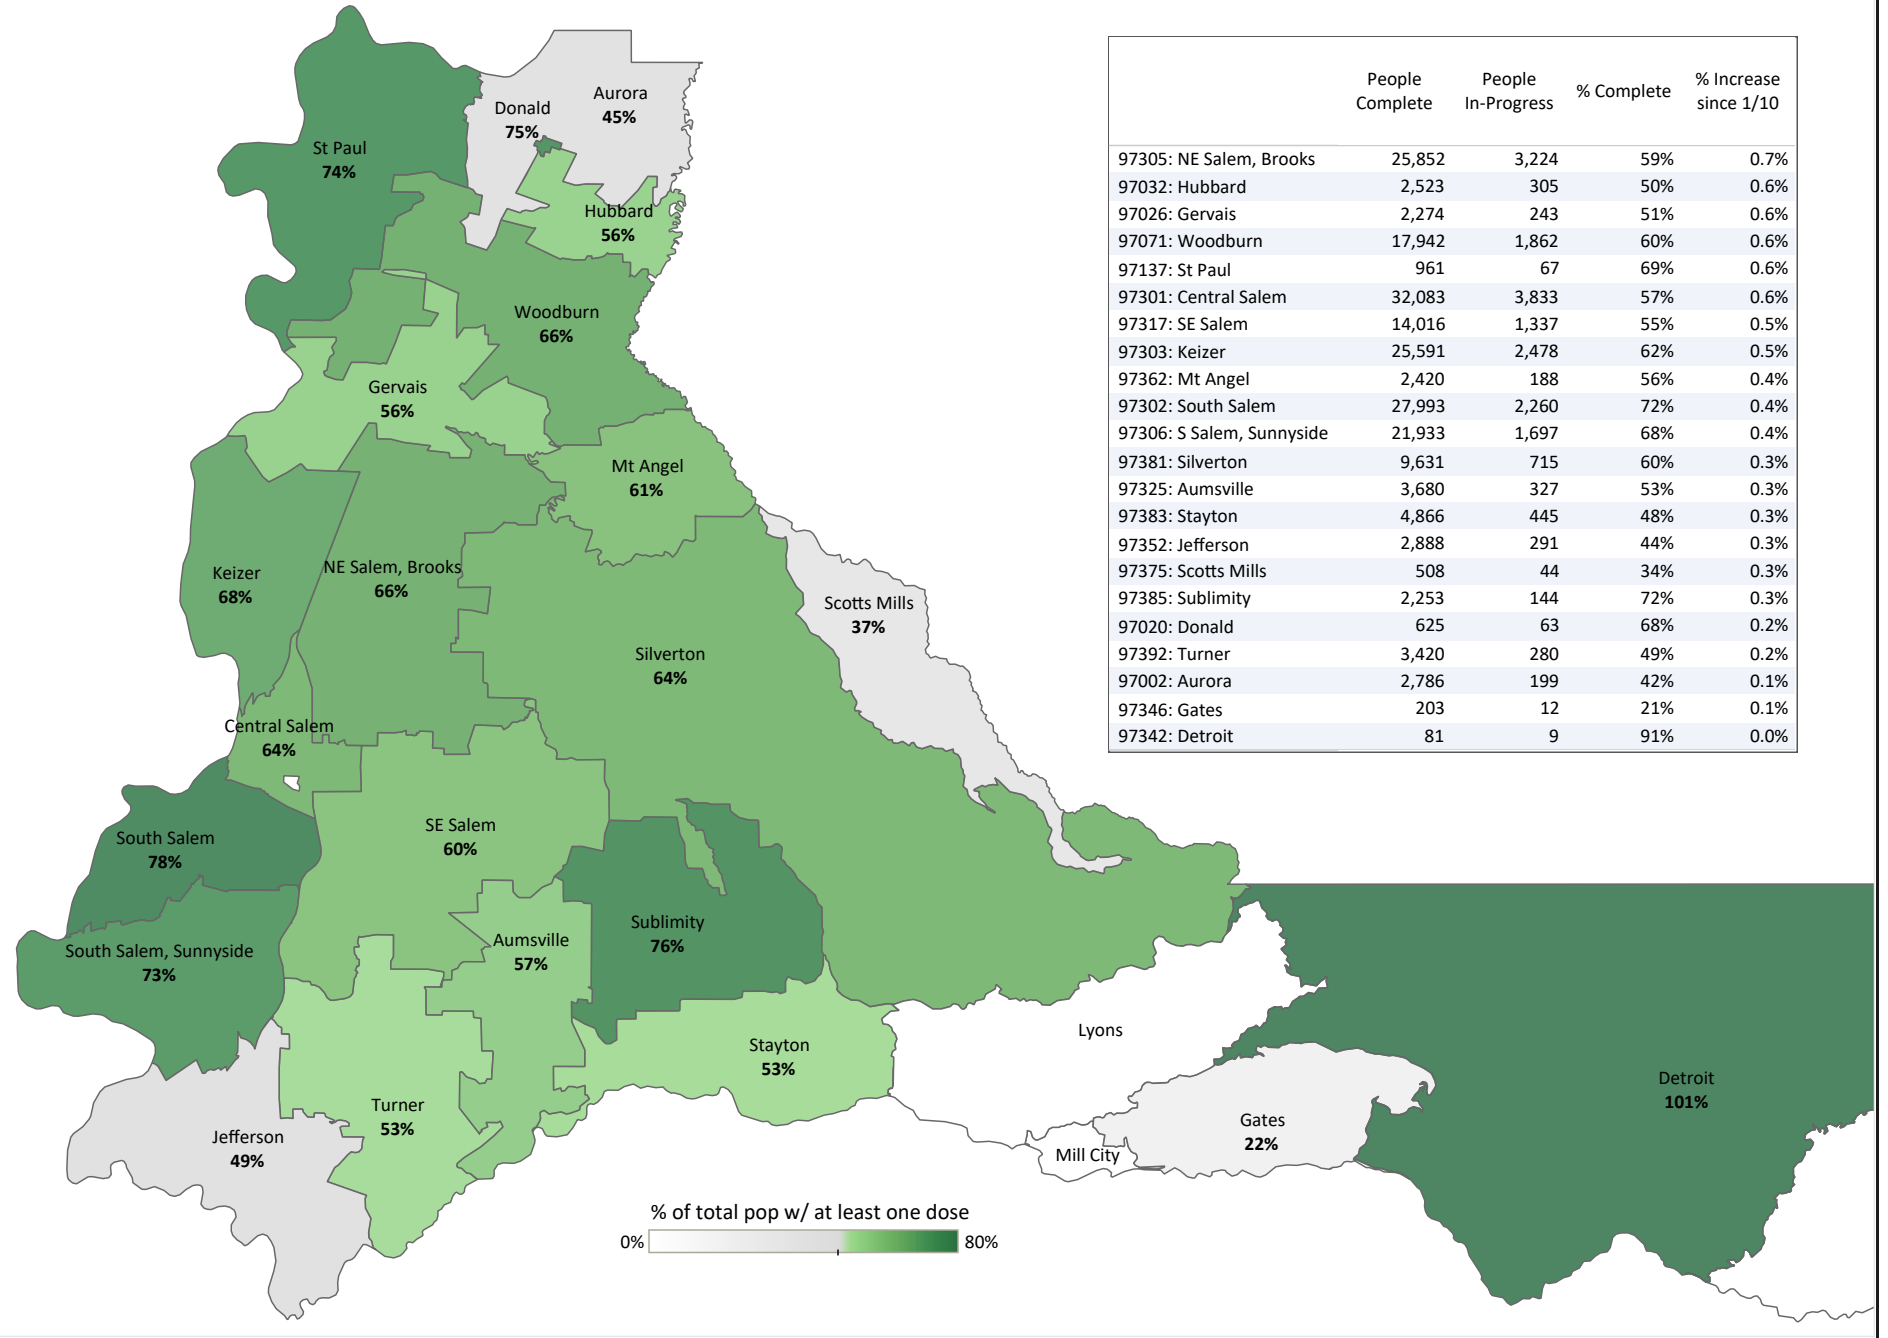 St Paul
74%
Donald
75%
Aurora
45%
Hubbard
56%
Woodburn
66%
Gervais
56%
Mt Angel
61%
Keizer
68%
NE Salem, Brooks
66%
Scotts Mills
37%
Silverton
64%
Central Salem
64%
South Salem
78%
SE Salem
60%
Sublimity
76%
Aumsville
57%
South Salem, Sunnyside
73%
Lyons
Stayton
53%
Detroit
101%
Turner
53%
Jefferson
49%
Gates
22%
Mill City
% of total pop w/ at least one dose
0% 80%
People Complete People In-Progress % Complete % Increase since 1/10
97305: NE Salem, Brooks 25,852 3,224 59% 0.7%
97032: Hubbard 2,523 305 50% 0.6%
97026: Gervais 2,274 243 51% 0.6%
97071: Woodburn 17,942 1,862 60% 0.6%
97137: St Paul 961 67 69% 0.6%
97301: Central Salem 32,083 3,833 57% 0.6%
97317: SE Salem 14,016 1,337 55% 0.5%
97303: Keizer 25,591 2,478 62% 0.5%
97362: Mt Angel 2,420 188 56% 0.4%
97302: South Salem 27,993 2,260 72% 0.4%
97306: S Salem, Sunnyside 21,933 1,697 68% 0.4%
97381: Silverton 9,631 715 60% 0.3%
97325: Aumsville 3,680 327 53% 0.3%
97383: Stayton 4,866 445 48% 0.3%
97352: Jefferson 2,888 291 44% 0.3%
97375: Scotts Mills 508 44 34% 0.3%
97385: Sublimity 2,253 144 72% 0.3%
97020: Donald 625 63 68% 0.2%
97392: Turner 3,420 280 49% 0.2%
97002: Aurora 2,786 199 42% 0.1%
97346: Gates 203 12 21% 0.1%
97342: Detroit 81 9 91% 0.0%